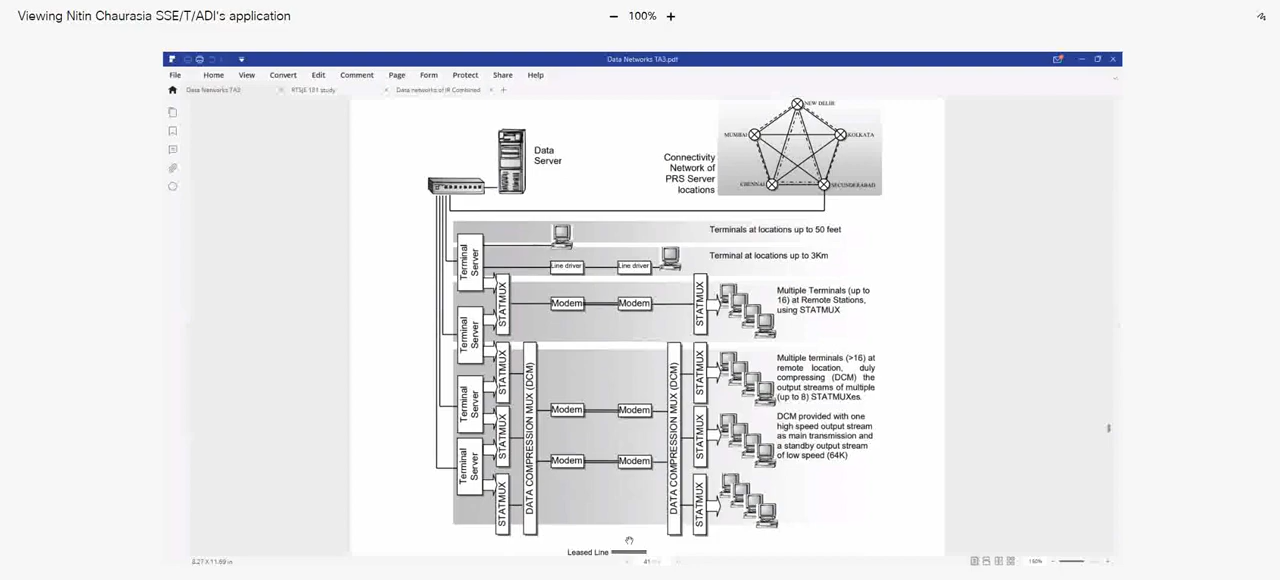 Viewing Nitin Chaurasia SSE/T/ADI's application
− 100% +
Data Networks TA3.pdf
File Home View Convert Edit Comment Page Form Protect Share Help
Data Networks TA3
Data networks of IR Combined
NEW DELHI
MUMBAI
KOLKATA
CHENNAI
SECUNDERABAD
Data
Server
Connectivity
Network of
PRS Server
locations
Terminals at locations up to 50 feet
Terminal at locations up to 3Km
Terminal Server
Line driver
Line driver
STATMUX
Modem
Modem
STATMUX
Multiple Terminals (up to
16) at Remote Stations,
using STATMUX
Terminal Server
STATMUX
DATA COMPRESSION MUX (DCM)
DATA COMPRESSION MUX (DCM)
STATMUX
Multiple terminals (>16) at
remote location, duly
compressing (DCM) the
output streams of multiple
(up to 8) STATMUXes.
Terminal Server
STATMUX
Modem
Modem
STATMUX
DCM provided with one
high speed output stream
as main transmission and
a standby output stream
of low speed (64K)
Terminal Server
Modem
Modem
STATMUX
STATMUX
Leased Line
8.27 X 11.69 in